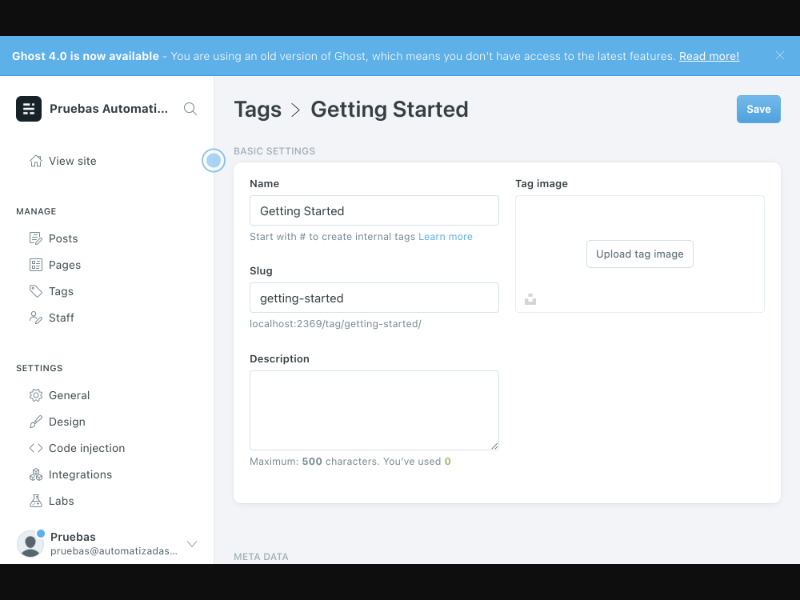 Ghost 4.0 is now available - You are using an old version of Ghost, which means you don't have access to the latest features. Read more!
Pruebas Automati...
View site
MANAGE
Posts
Pages
Tags
Staff
SETTINGS
General
Design
Code injection
Integrations
Labs
Pruebas
pruebas@automatizadas...
Tags > Getting Started
Save
BASIC SETTINGS
Name
Getting Started
Start with # to create internal tags Learn more
Slug
getting-started
localhost:2369/tag/getting-started/
Description
Maximum: 500 characters. You've used 0
Tag image
Upload tag image
META DATA